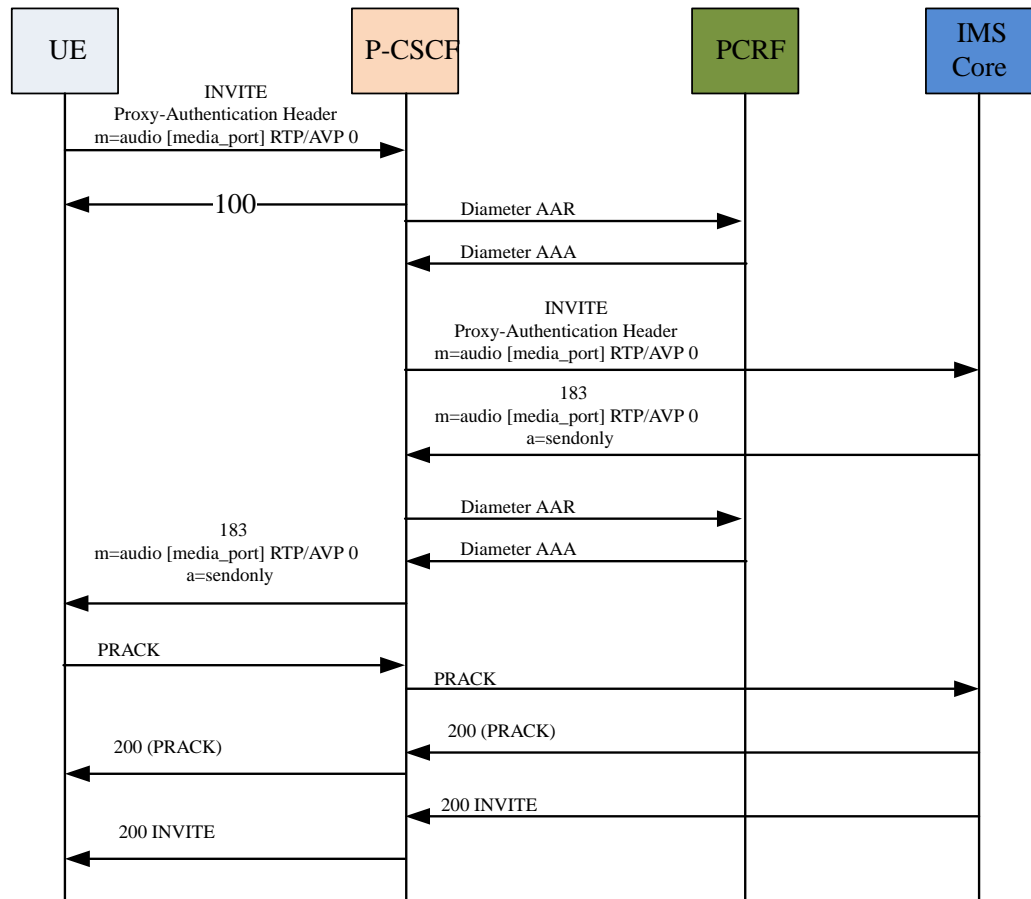 UE
P-CSCF
PCRF
IMS
Core
INVITE
Proxy-Authentication Header
m=audio [media_port] RTP/AVP 0
100
Diameter AAR
Diameter AAA
INVITE
Proxy-Authentication Header
m=audio [media_port] RTP/AVP 0
183
m=audio [media_port] RTP/AVP 0
a=sendonly
Diameter AAR
183
m=audio [media_port] RTP/AVP 0
a=sendonly
Diameter AAA
PRACK
PRACK
200 (PRACK)
200 (PRACK)
200 INVITE
200 INVITE